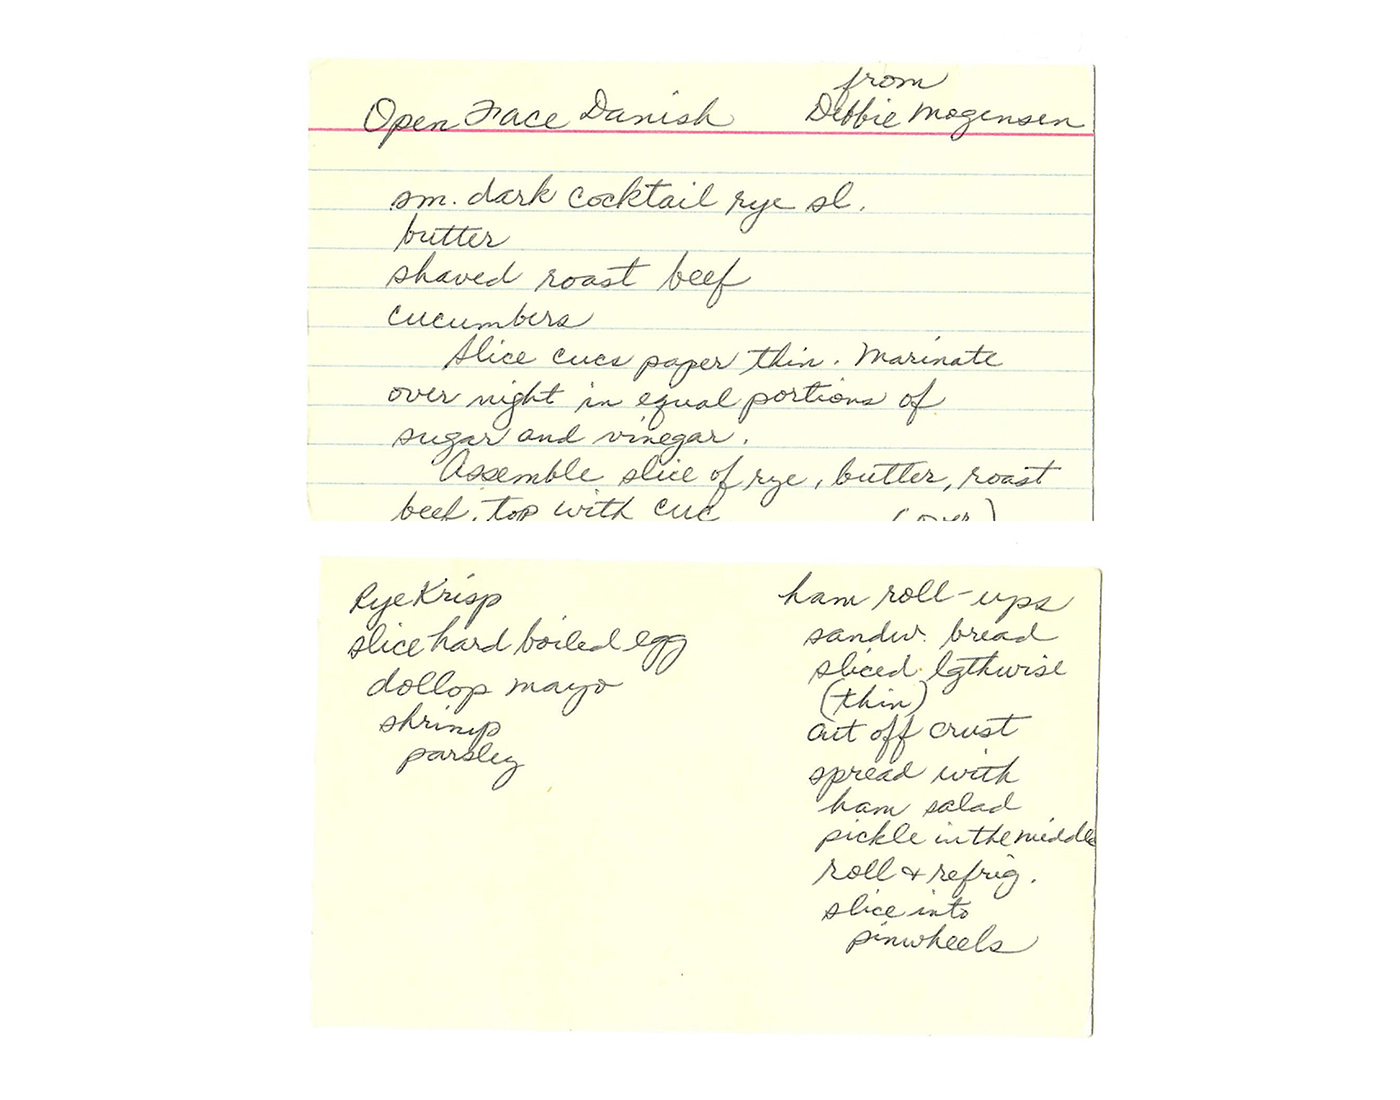 from
Open Face Danish Debbie Mogensen
sm. dark cocktail rye sl.
butter
shaved roast beef
cucumbers
Slice cucs paper thin. Marinate
over night in equal portions of
sugar and vinegar.
Assemble slice of rye, butter, roast
beef, top with cuc (over)
RyeKrisp
slice hard boiled egg
dollop mayo
shrimp
parsley
ham roll-ups
sandw. bread
sliced lgthwise
(thin)
cut off crust
spread with
ham salad
pickle in the middle
roll & refrig.
slice into
pinwheels